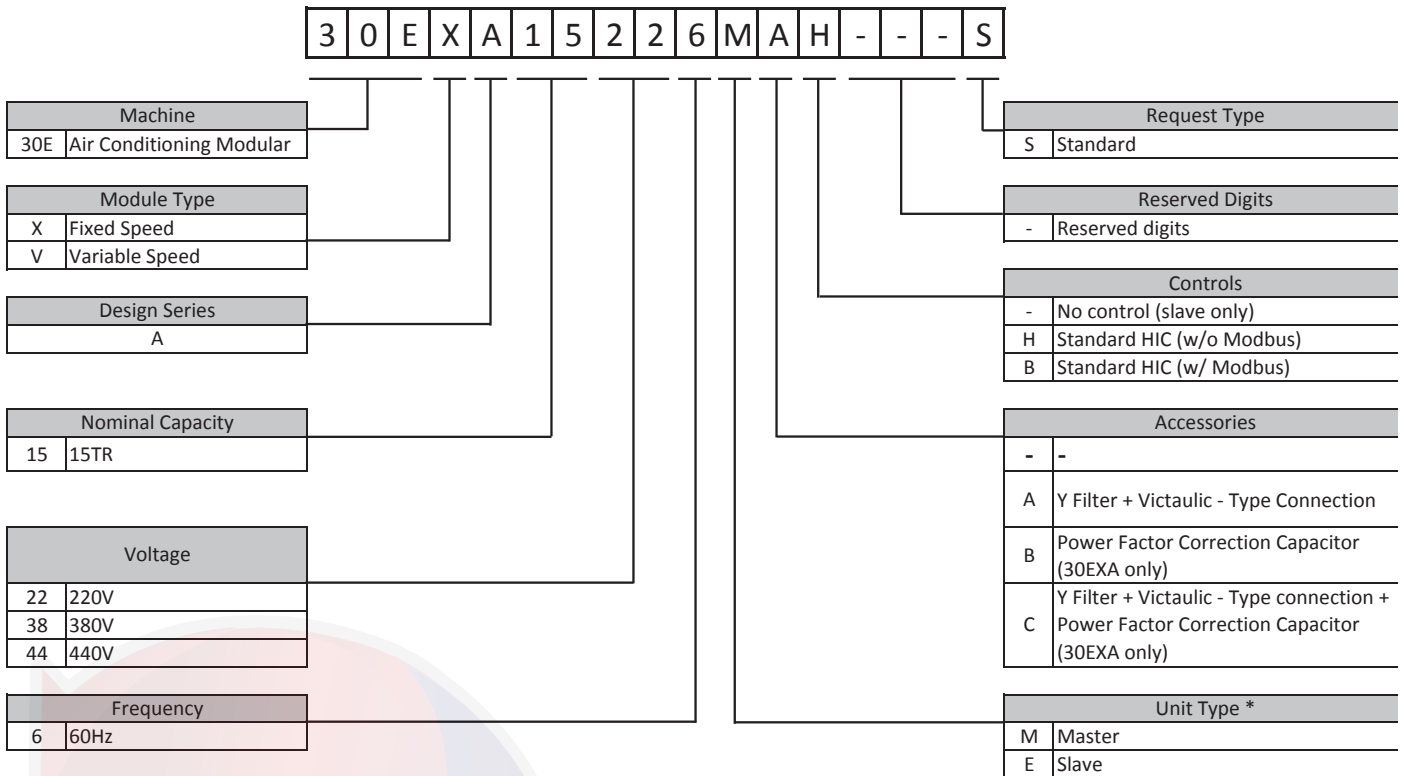 3 0 E X A 1 5 2 2 6 M A H - - - S
Machine
30E Air Conditioning Modular
Module Type
X Fixed Speed
V Variable Speed
Design Series
A
Nominal Capacity
15 15TR
Voltage
22 220V
38 380V
44 440V
Frequency
6 60Hz
Request Type
S Standard
Reserved Digits
- Reserved digits
Controls
- No control (slave only)
H Standard HIC (w/o Modbus)
B Standard HIC (w/ Modbus)
Accessories
- -
A Y Filter + Victaulic - Type Connection
B Power Factor Correction Capacitor
(30EXA only)
Y Filter + Victaulic - Type connection +
C Power Factor Correction Capacitor
(30EXA only)
Unit Type *
M Master
E Slave